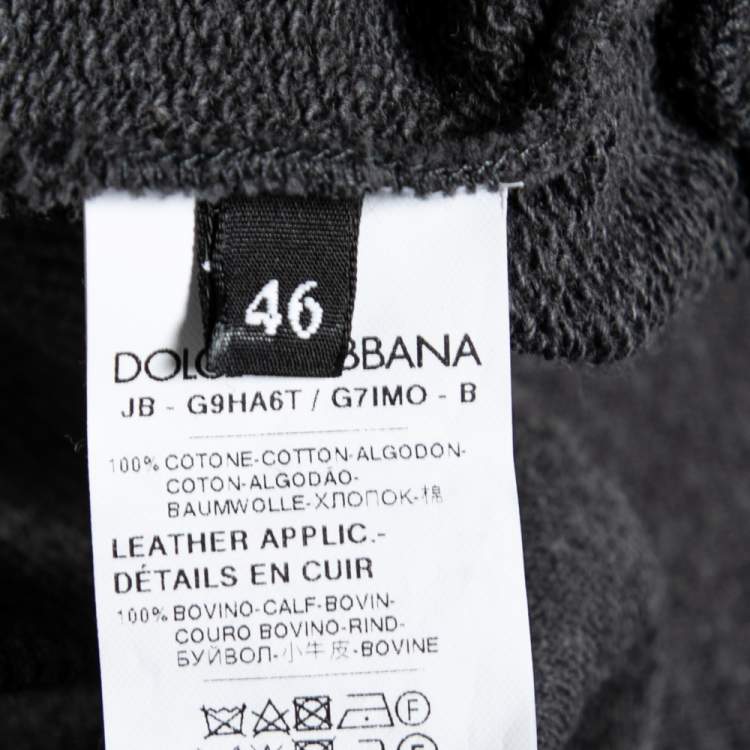 46
DOLC BBANA
JB - G9HA6T / G7IMO - B
100% COTONE-COTTON-ALGODON-
COTON-ALGODÃO-
BAUMWOLLE-ХЛОПОК-棉
LEATHER APPLIC.-
DÉTAILS EN CUIR
100% BOVINO-CALF-BOVIN-
COURO BOVINO-RIND-
БУЙВОЛ-小牛皮-BOVINE
F
F